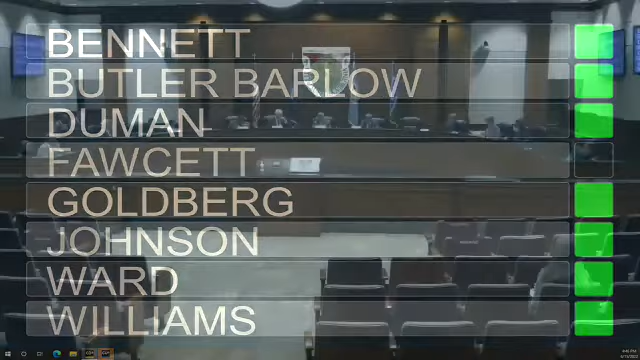 BENNETT
BUTLER BARLOW
DUMAN
FAWCETT
GOLDBERG
JOHNSON
WARD
WILLIAMS